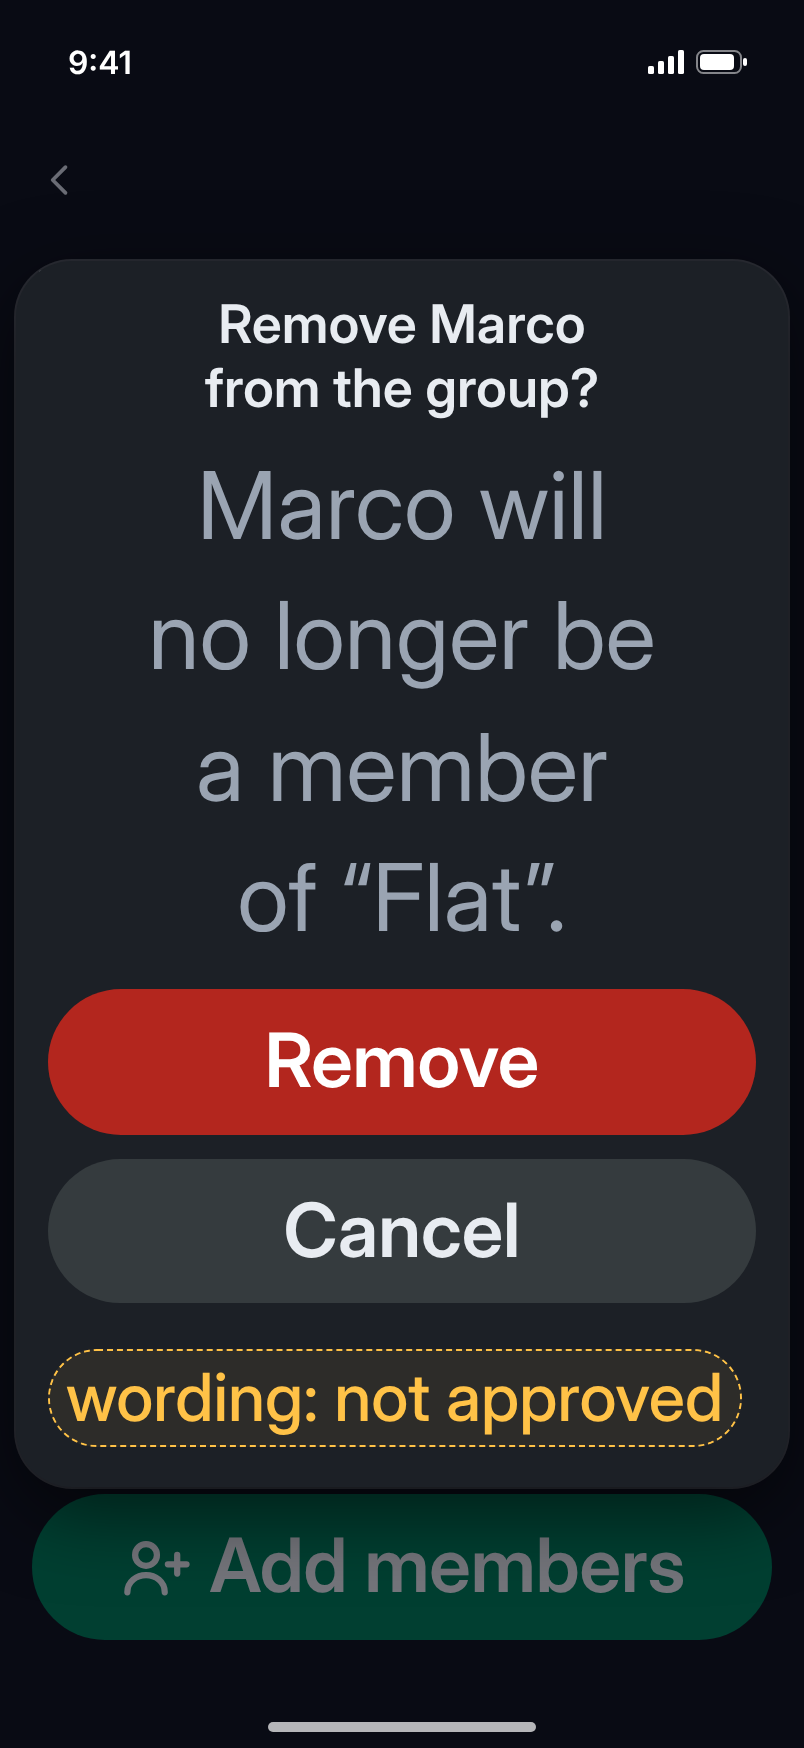 9:41
Remove Marco
from the group?
Marco will
no longer be
a member
of “Flat”.
Remove
Cancel
wording: not approved
Add members